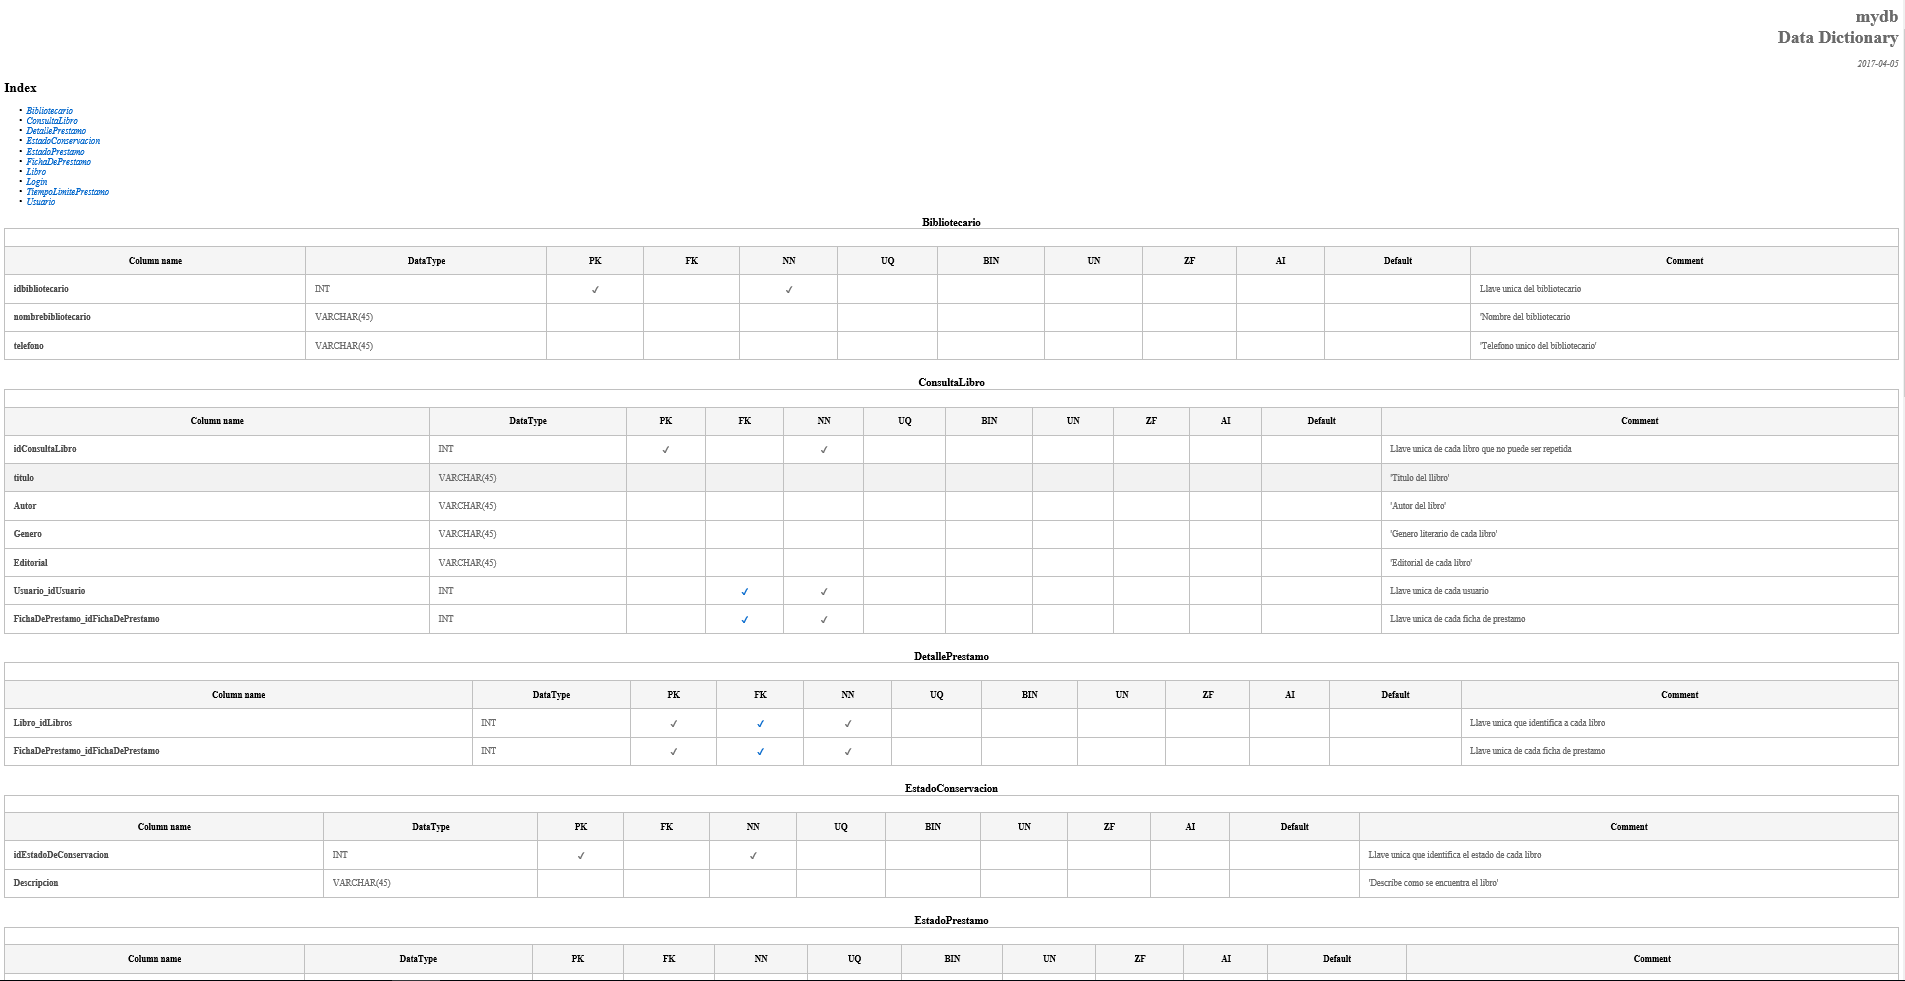 mydb
Data Dictionary
2017-04-05
Index
• Bibliotecario
• ConsultaLibro
• DetallePrestamo
• EstadoConservacion
• EstadoPrestamo
• FichaDePrestamo
• Libro
• Login
• TiempoLimitePrestamo
• Usuario
Bibliotecario
Column name DataType PK FK NN UQ BIN UN ZF AI Default Comment
idbibliotecario INT ✓ ✓ Llave unica del bibliotecario
nombrebibliotecario VARCHAR(45) 'Nombre del bibliotecario
telefono VARCHAR(45) 'Telefono unico del bibliotecario'
ConsultaLibro
Column name DataType PK FK NN UQ BIN UN ZF AI Default Comment
idConsultaLibro INT ✓ ✓ Llave unica de cada libro que no puede ser repetida
titulo VARCHAR(45) 'Titulo del llibro'
Autor VARCHAR(45) 'Autor del libro'
Genero VARCHAR(45) 'Genero literario de cada libro'
Editorial VARCHAR(45) 'Editorial de cada libro'
Usuario_idUsuario INT ✓ ✓ Llave unica de cada usuario
FichaDePrestamo_idFichaDePrestamo INT ✓ ✓ Llave unica de cada ficha de prestamo
DetallePrestamo
Column name DataType PK FK NN UQ BIN UN ZF AI Default Comment
Libro_idLibros INT ✓ ✓ ✓ Llave unica que identifica a cada libro
FichaDePrestamo_idFichaDePrestamo INT ✓ ✓ ✓ Llave unica de cada ficha de prestamo
EstadoConservacion
Column name DataType PK FK NN UQ BIN UN ZF AI Default Comment
idEstadoDeConservacion INT ✓ ✓ Llave unica que identifica el estado de cada libro
Descripcion VARCHAR(45) 'Describe como se encuentra el libro'
EstadoPrestamo
Column name DataType PK FK NN UQ BIN UN ZF AI Default Comment